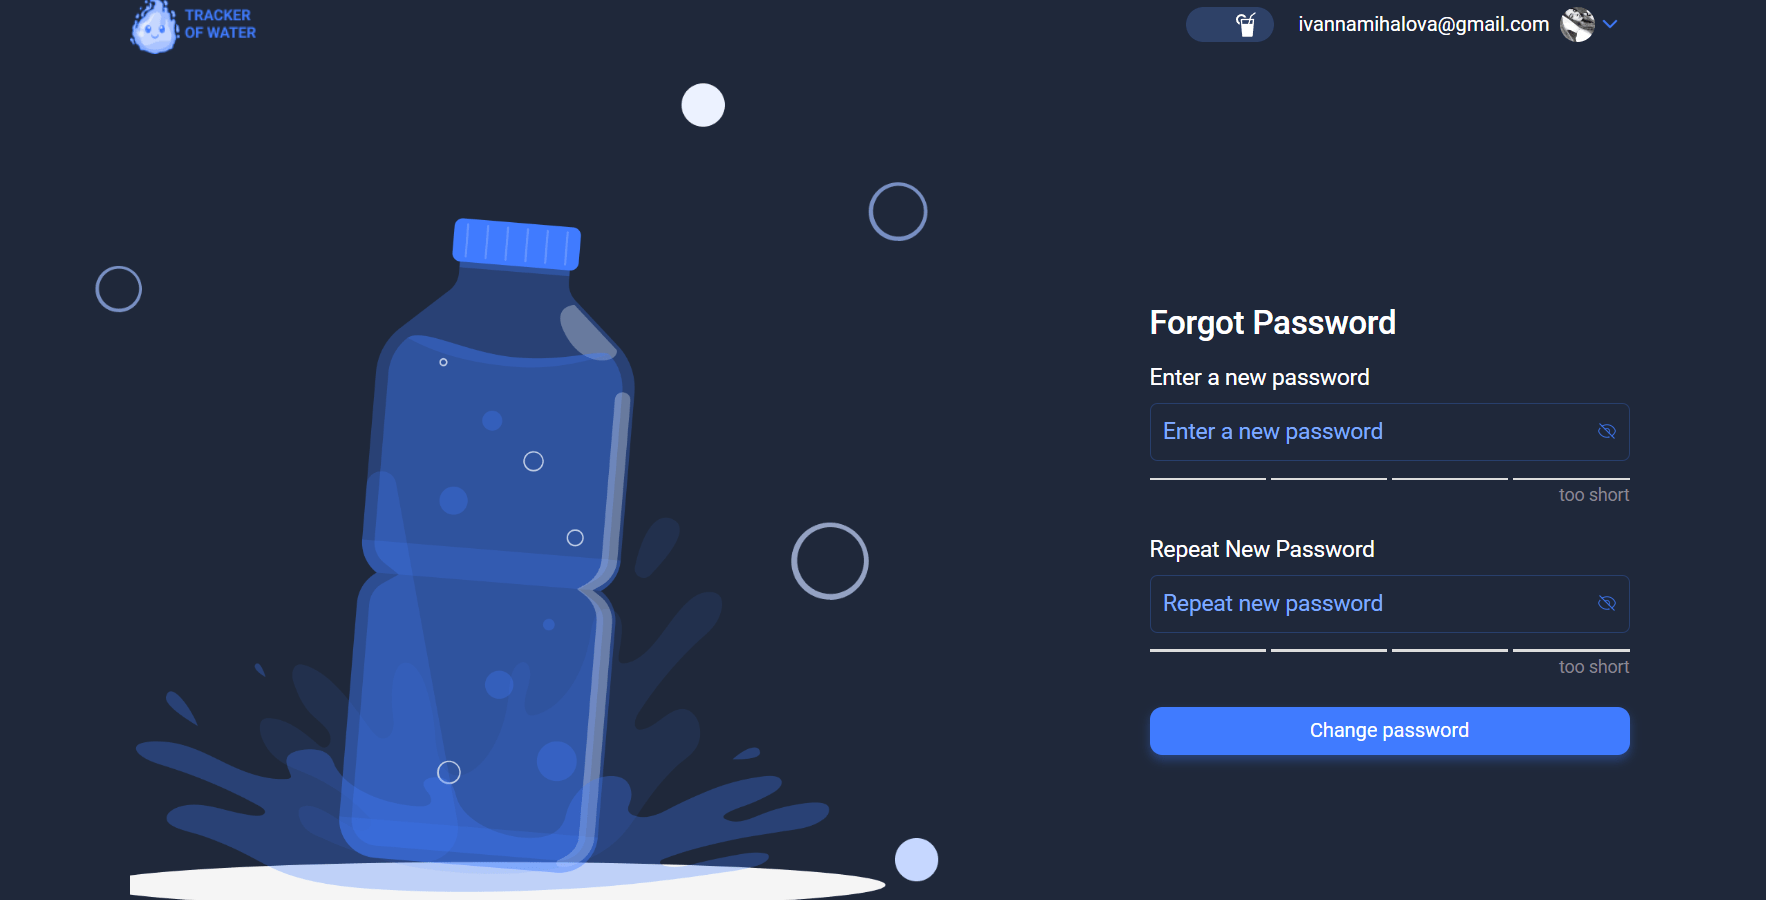 TRACKER
OF WATER
ivannamihalova@gmail.com
Forgot Password
Enter a new password
Enter a new password
too short
Repeat New Password
Repeat new password
too short
Change password